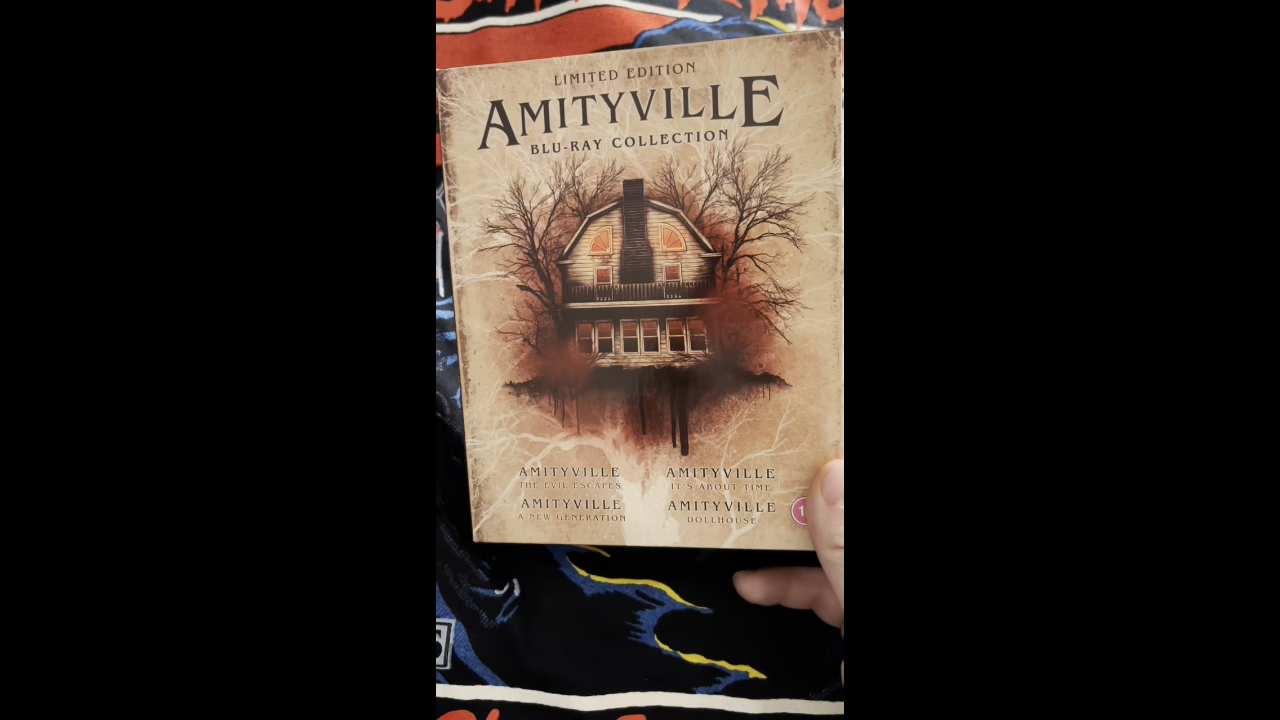 LIMITED EDITION
AMITYVILLE
BLU-RAY COLLECTION
AMITYVILLE
THE EVIL ESCAPES
AMITYVILLE
IT'S ABOUT TIME
AMITYVILLE
A NEW GENERATION
AMITYVILLE
DOLLHOUSE